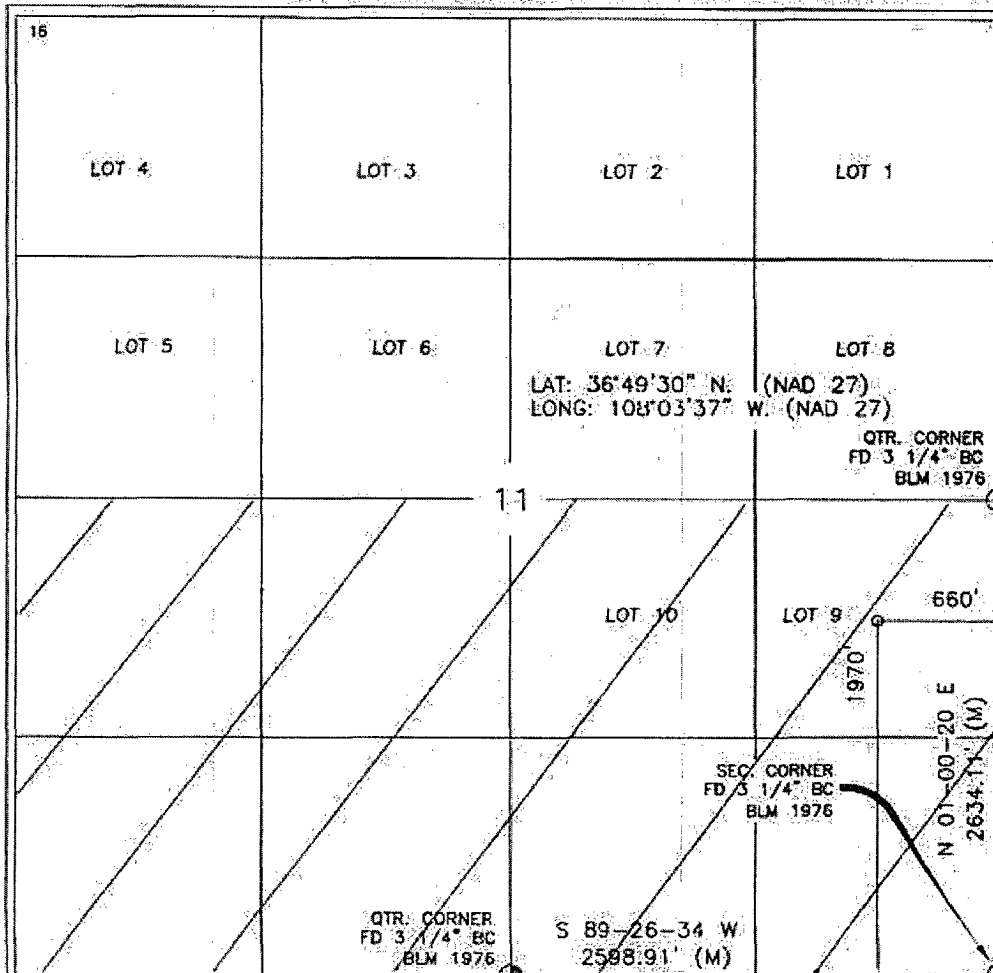 16
LOT 4
LOT 3
LOT 2
LOT 1
LOT 5
LOT 6
LOT 7
LOT 8
LAT: 36°49'30" N. (NAD 27)
LONG: 108°03'37" W. (NAD 27)
QTR. CORNER
FD 3 1/4" BC
BLM 1976
11
LOT 10
LOT 9
660'
1970'
N 01-00-20 E
2634.11' (M)
SEC. CORNER
FD 3 1/4" BC
BLM 1976
QTR. CORNER
FD 3 1/4" BC
BLM 1976
S 89-26-34 W
2598.91' (M)